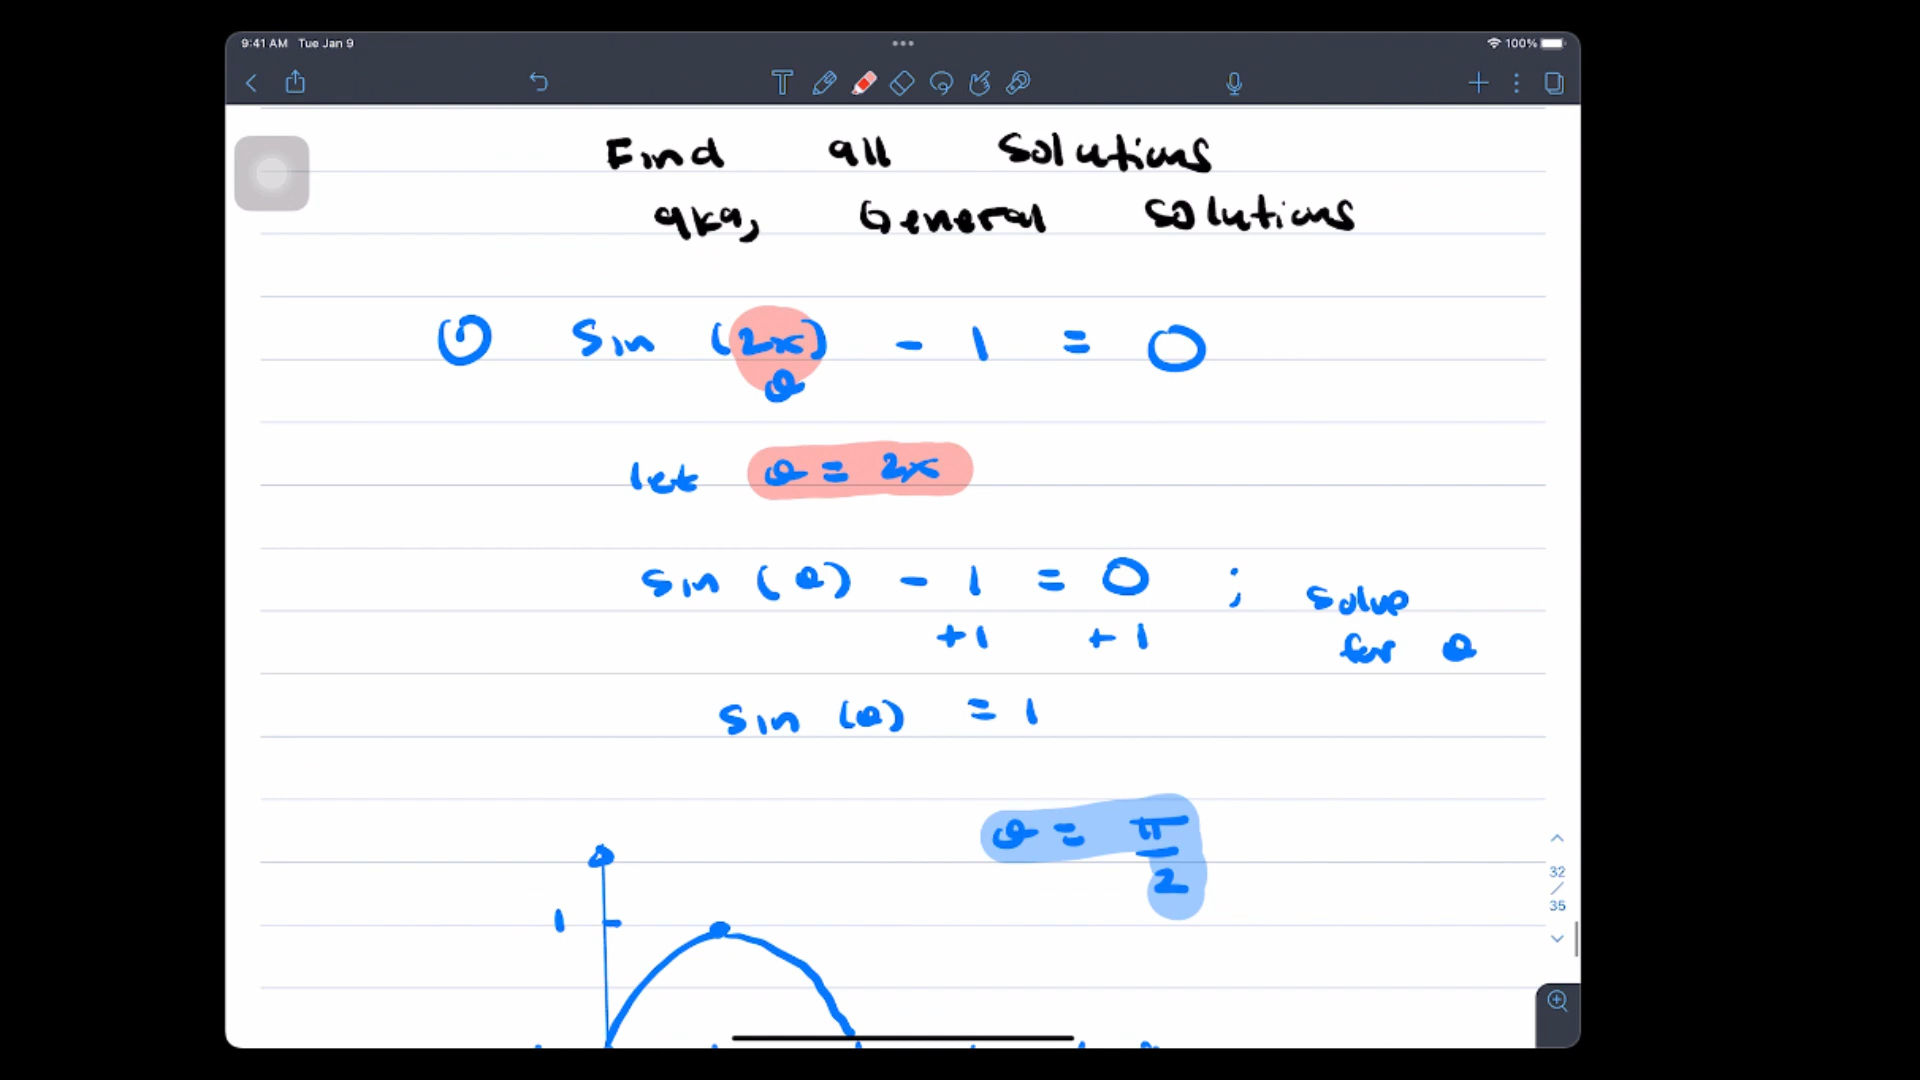 9:41 AM Tue Jan 9
100%
Find all solutions
aka, General solutions
① sin (2x) - 1 = 0
θ
let θ = 2x
sin (θ) - 1 = 0 ; solve
+1 +1 for θ
sin (θ) = 1
θ = π/2
1
32
/
35